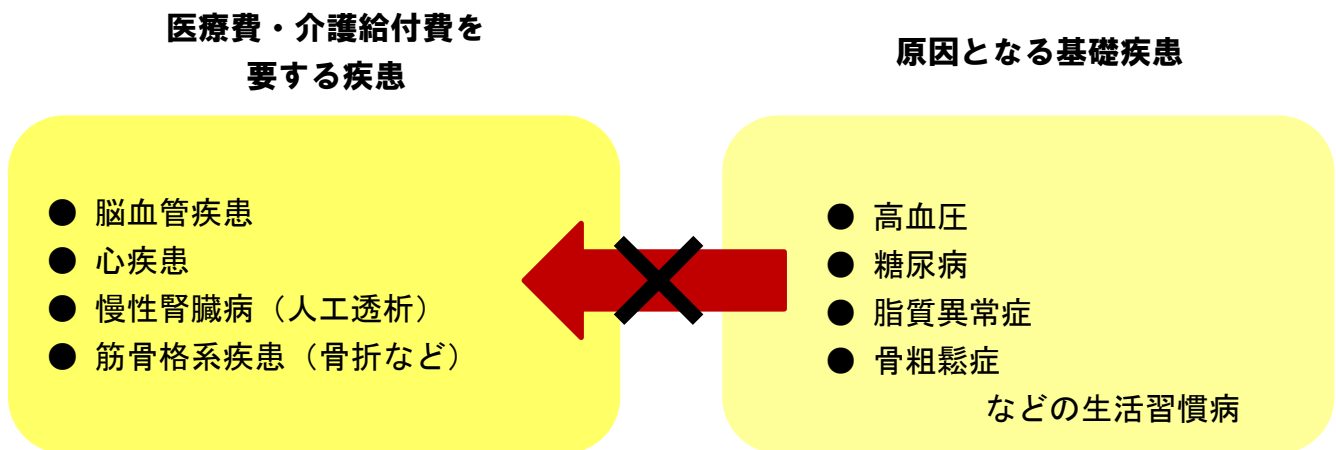 医療費・介護給付費を
要する疾患
● 脳血管疾患
● 心疾患
● 慢性腎臓病（人工透析）
● 筋骨格系疾患（骨折など）
原因となる基礎疾患
● 高血圧
● 糖尿病
● 脂質異常症
● 骨粗鬆症
などの生活習慣病